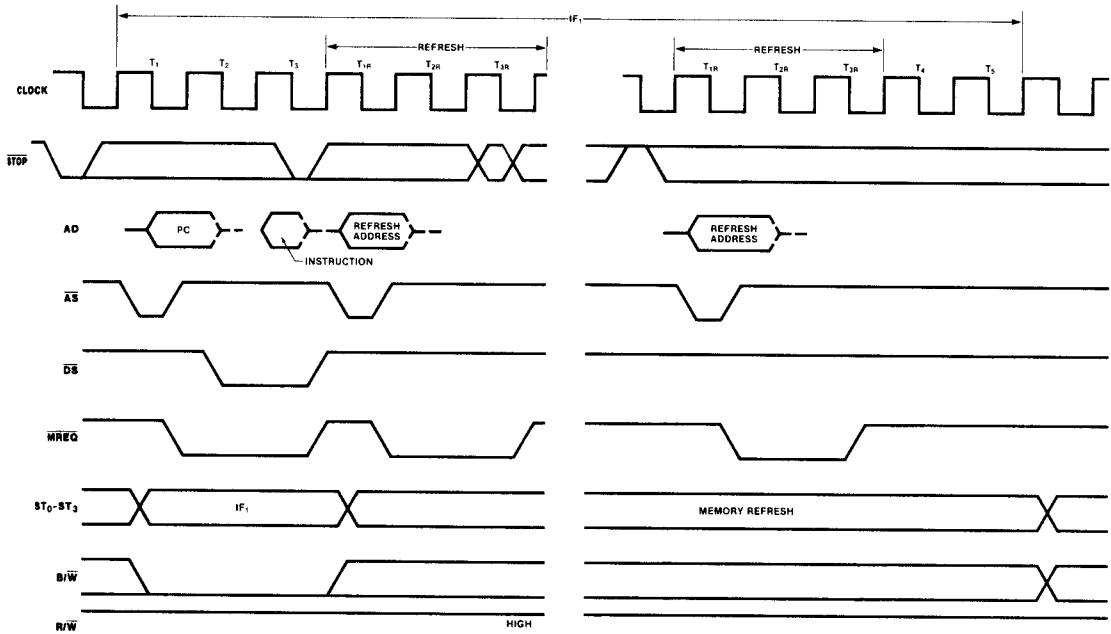 IF₁
REFRESH
REFRESH
T₁ T₂ T₃ T₁R T₂R T₃R T₁R T₂R T₃R T₄ T₅
CLOCK
STOP
AD
PC
REFRESH
ADDRESS
REFRESH
ADDRESS
INSTRUCTION
AS
DS
MREQ
ST₀-ST₃
IF₁
MEMORY REFRESH
B/W
HIGH
R/W